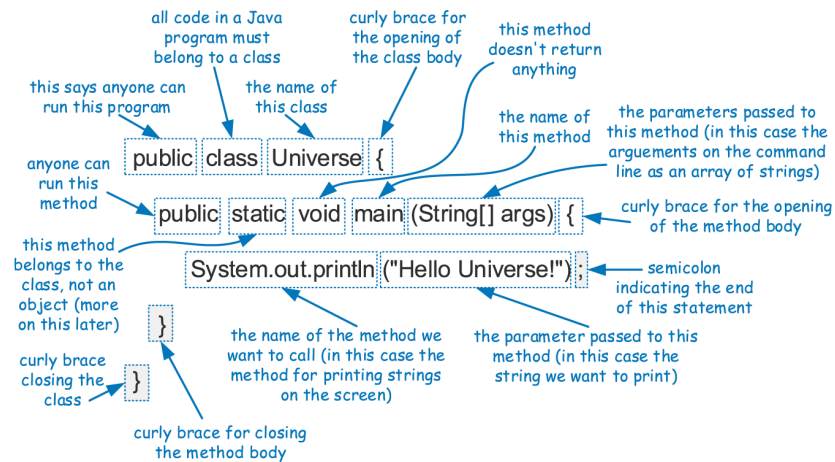 all code in a Java
program must
belong to a class
curly brace for
the opening of
the class body
this method
doesn't return
anything
this says anyone can
run this program
the name of
this class
the name of
this method
the parameters passed to
this method (in this case the
arguements on the command
line as an array of strings)
public class Universe {
anyone can
run this
method
public static void main (String[] args) {
curly brace for the opening
of the method body
this method
belongs to the
class, not an
object (more
on this later)
System.out.println ("Hello Universe!") ;
semicolon
indicating the end
of this statement
}
the name of the method we
want to call (in this case the
method for printing strings
on the screen)
the parameter passed to this
method (in this case the
string we want to print)
curly brace
closing the
class
}
curly brace for closing
the method body